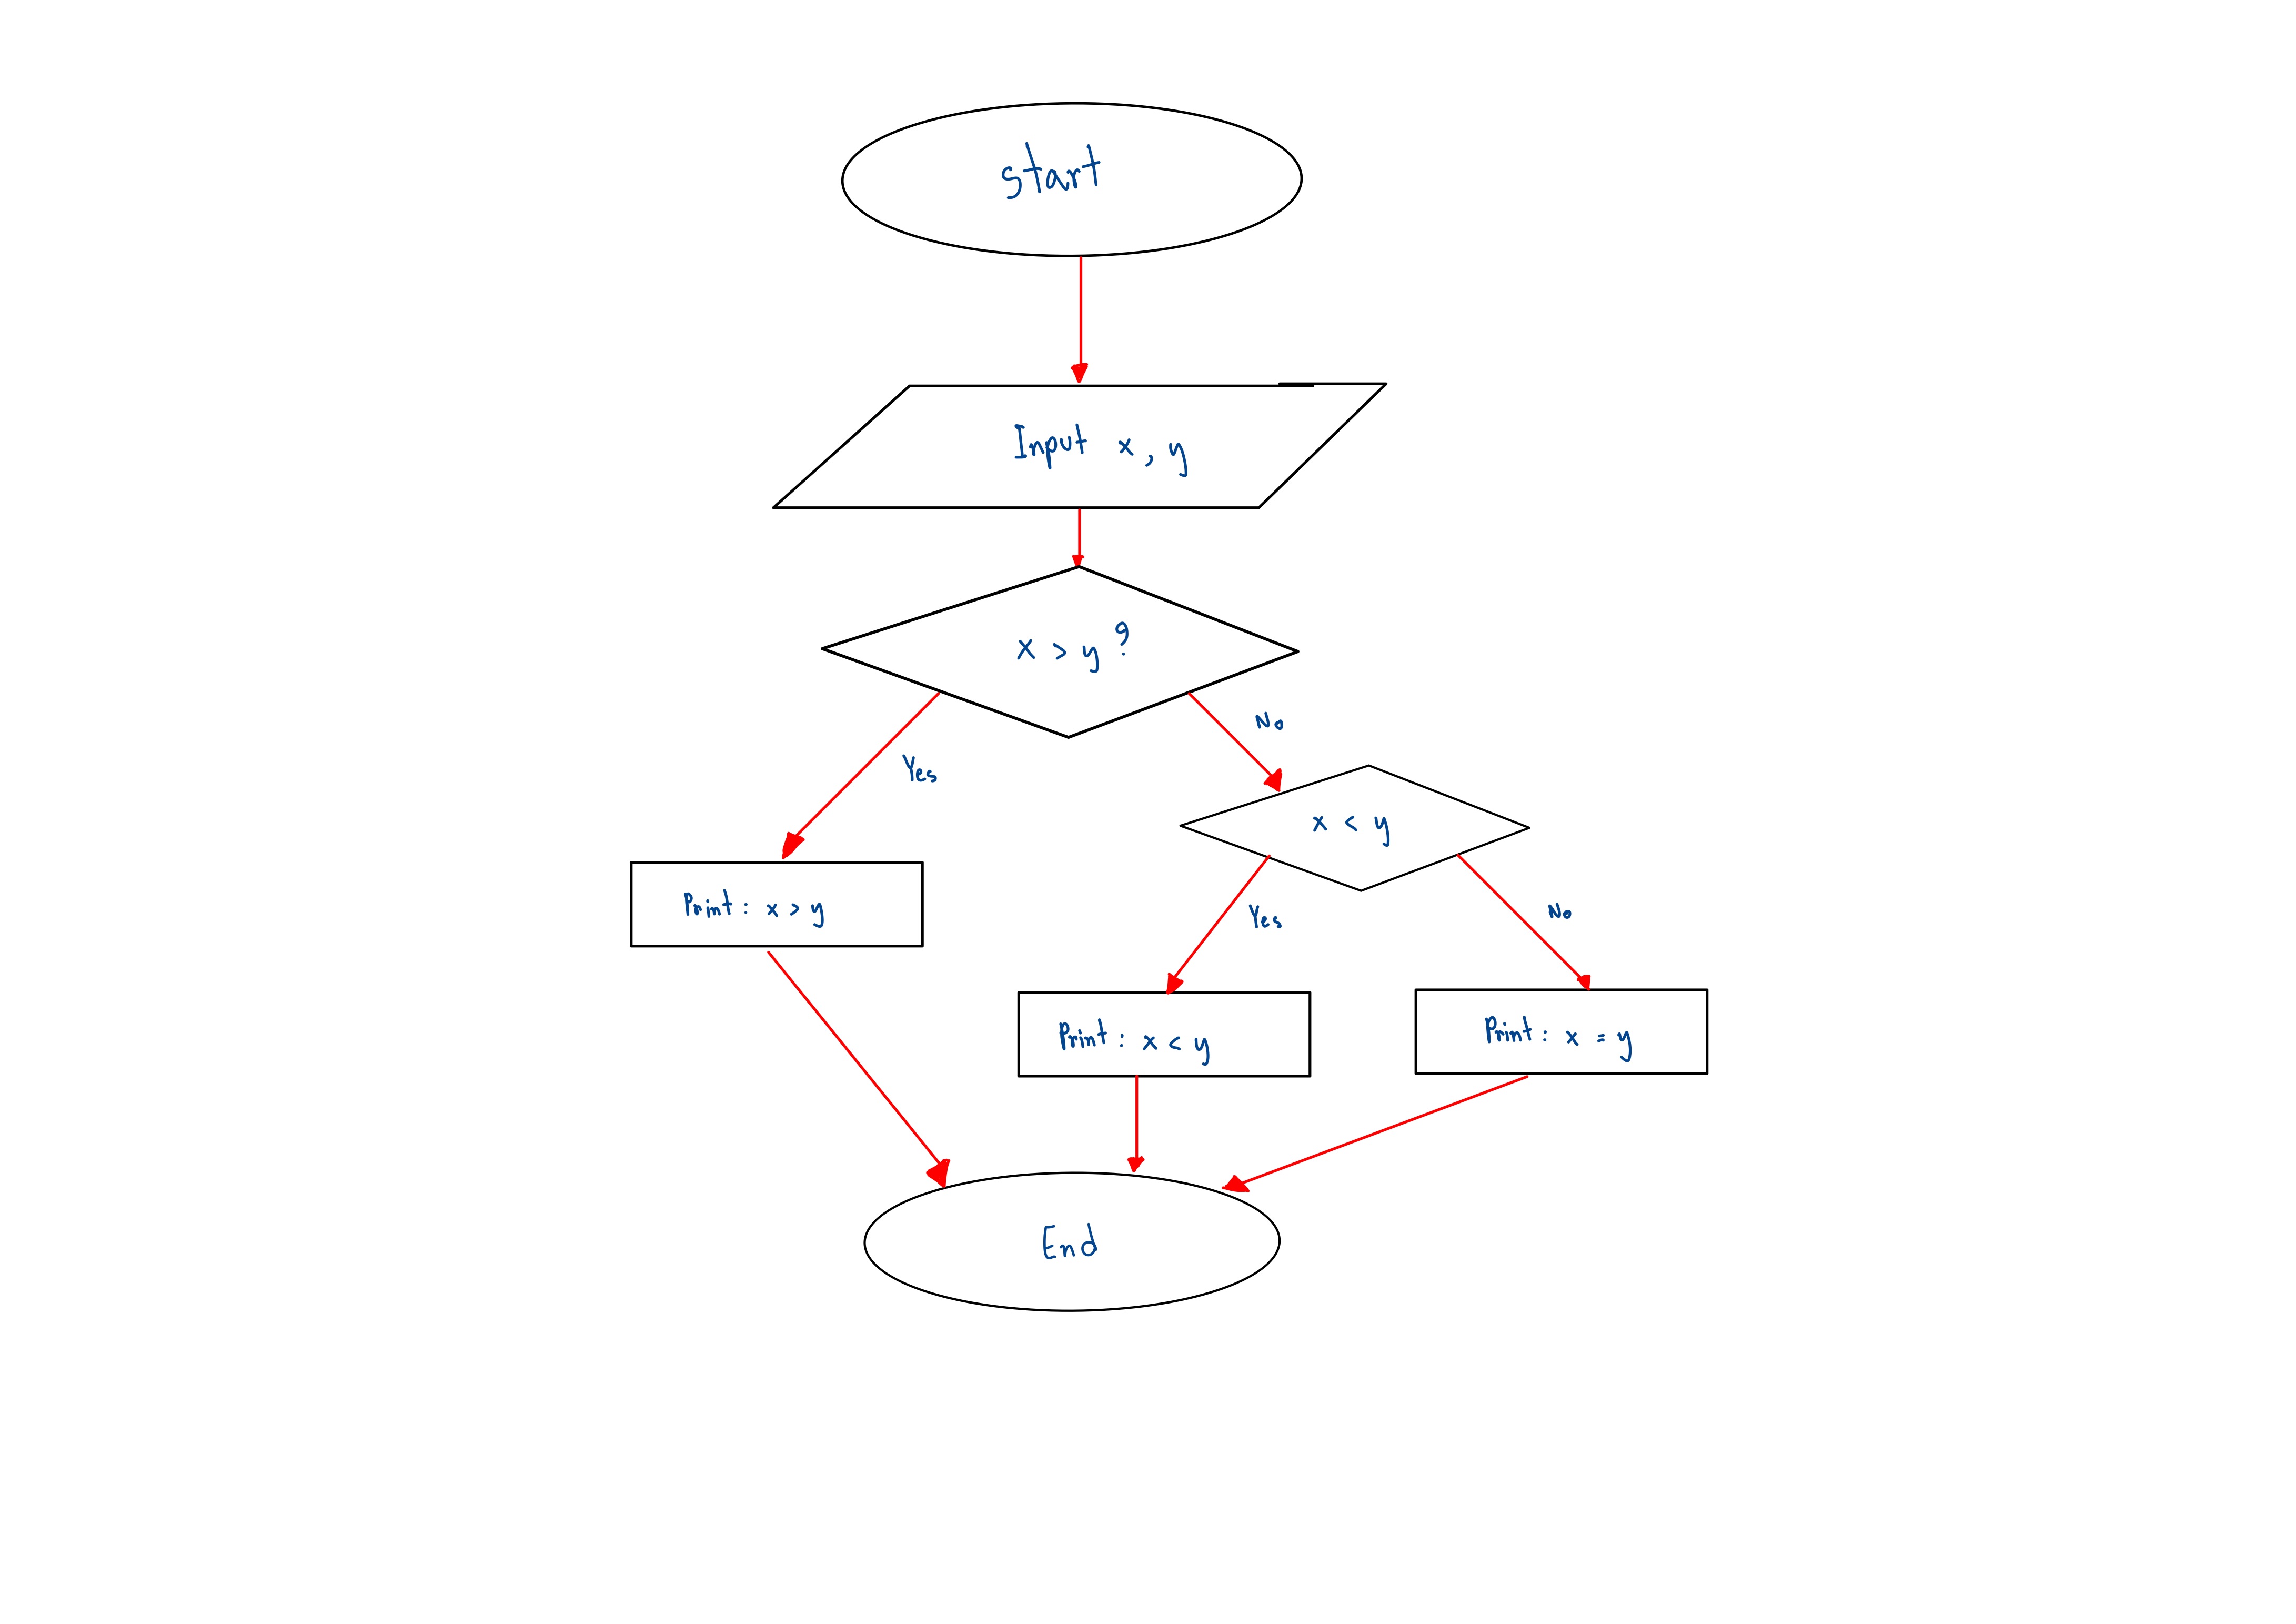 Start
Input x, y
x > y ?
No
Yes
x < y
Print: x > y
Yes
No
Print: x < y
Print: x = y
End